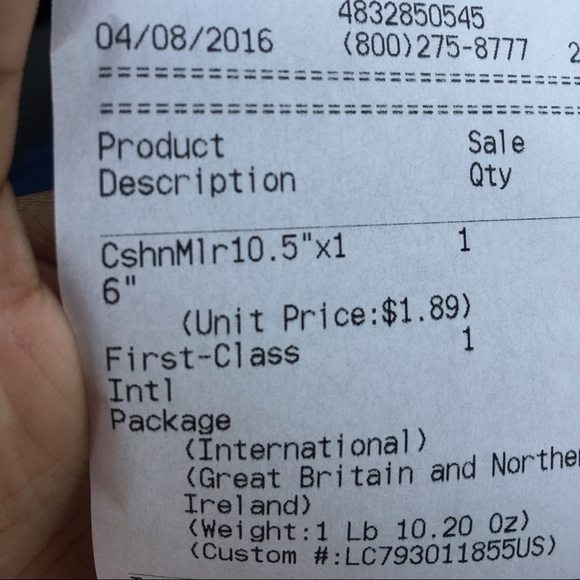 4832850545
04/08/2016 (800)275-8777 2
==============================
==============================
Product Sale
Description Qty
CshnMlr10.5"x1 1
6"
(Unit Price:$1.89)
First-Class 1
Intl
Package
(International)
(Great Britain and Norther
Ireland)
(Weight:1 Lb 10.20 Oz)
(Custom #:LC793011855US)